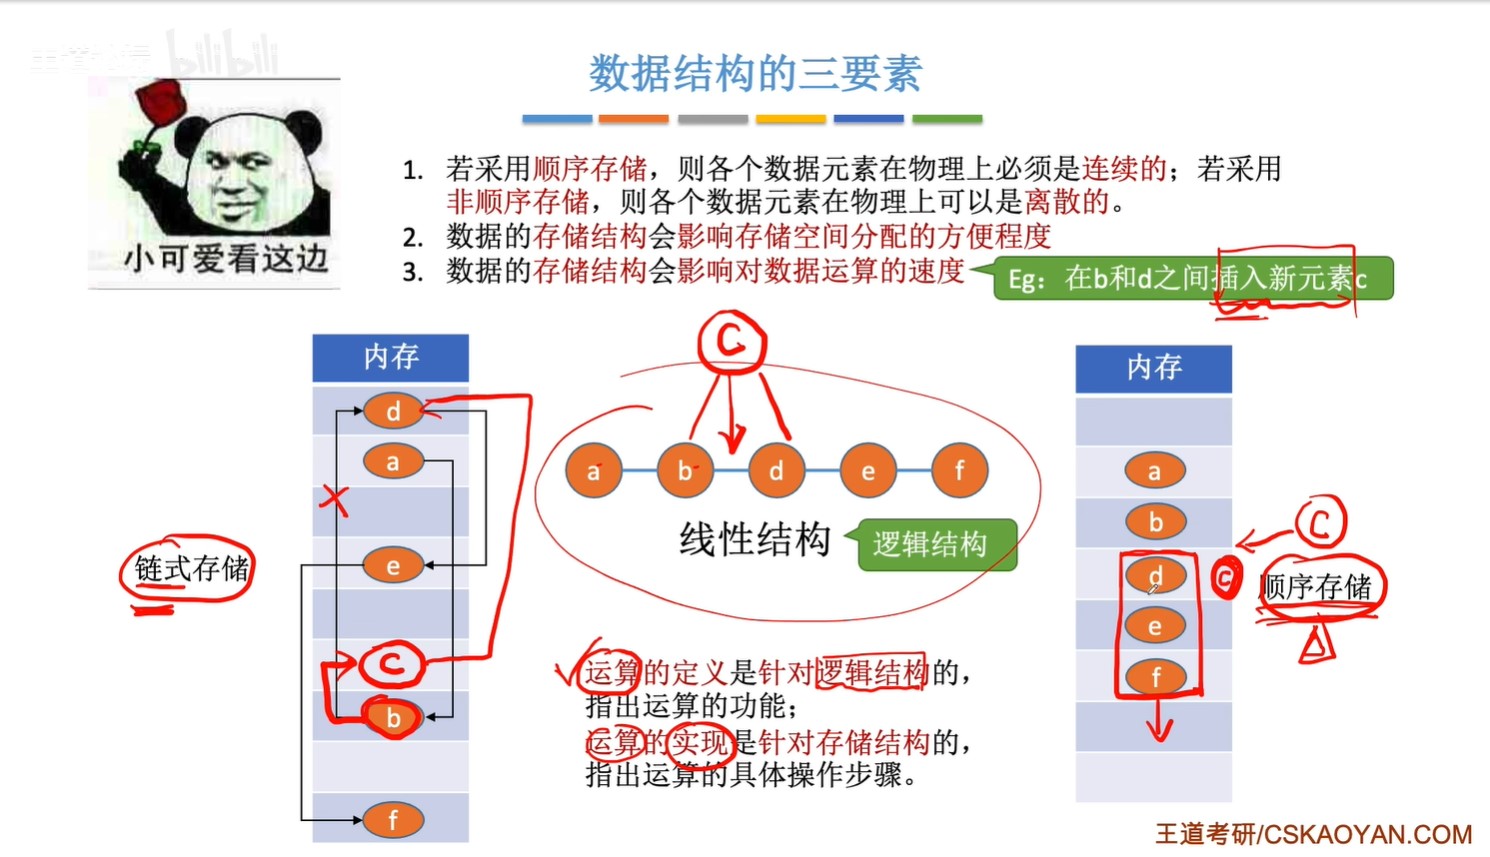 王道论坛 bilibili
数据结构的三要素
小可爱看这边
1. 若采用顺序存储，则各个数据元素在物理上必须是连续的；若采用
非顺序存储，则各个数据元素在物理上可以是离散的。
2. 数据的存储结构会影响存储空间分配的方便程度
3. 数据的存储结构会影响对数据运算的速度
Eg：在b和d之间插入新元素c
内存
d
a
e
C
b
f
链式存储
C
a b d e f
线性结构
逻辑结构
运算的定义是针对逻辑结构的，
指出运算的功能；
运算的实现是针对存储结构的，
指出运算的具体操作步骤。
内存
a
b
d
e
f
C
C
顺序存储
王道考研/CSKAOYAN.COM